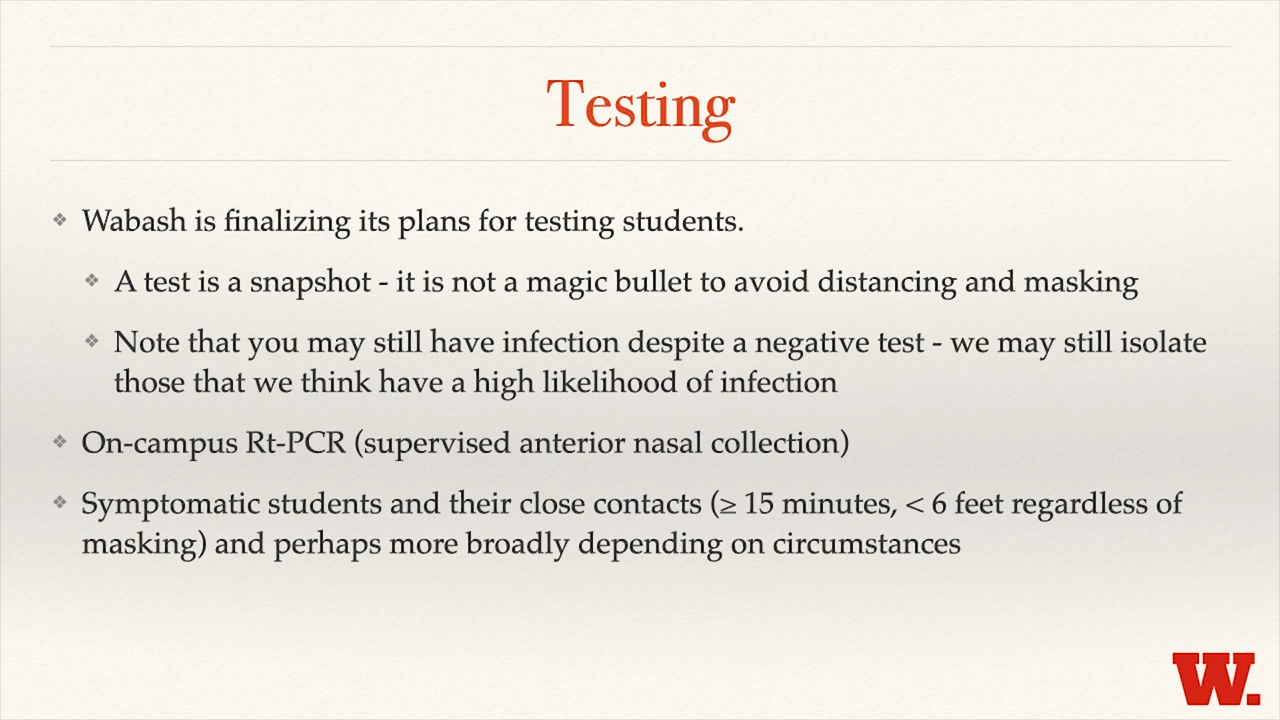 Testing
❖ Wabash is finalizing its plans for testing students.
❖ A test is a snapshot - it is not a magic bullet to avoid distancing and masking
❖ Note that you may still have infection despite a negative test - we may still isolate
those that we think have a high likelihood of infection
❖ On-campus Rt-PCR (supervised anterior nasal collection)
❖ Symptomatic students and their close contacts (≥ 15 minutes, < 6 feet regardless of
masking) and perhaps more broadly depending on circumstances
W.